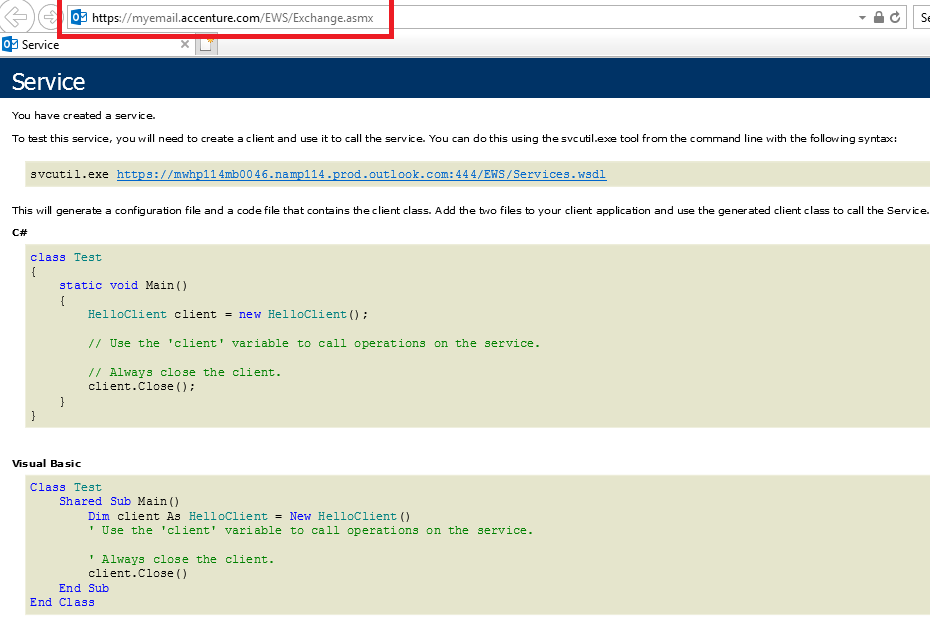 https://myemail.accenture.com/EWS/Exchange.asmx
Se
Service
Service
You have created a service.
To test this service, you will need to create a client and use it to call the service. You can do this using the svcutil.exe tool from the command line with the following syntax:
svcutil.exe https://mwhp114mb0046.namp114.prod.outlook.com:444/EWS/Services.wsdl
This will generate a configuration file and a code file that contains the client class. Add the two files to your client application and use the generated client class to call the Service.
C#
class Test
{
    static void Main()
    {
        HelloClient client = new HelloClient();
        // Use the 'client' variable to call operations on the service.
        // Always close the client.
        client.Close();
    }
}
Visual Basic
Class Test
    Shared Sub Main()
        Dim client As HelloClient = New HelloClient()
        ' Use the 'client' variable to call operations on the service.
        ' Always close the client.
        client.Close()
    End Sub
End Class